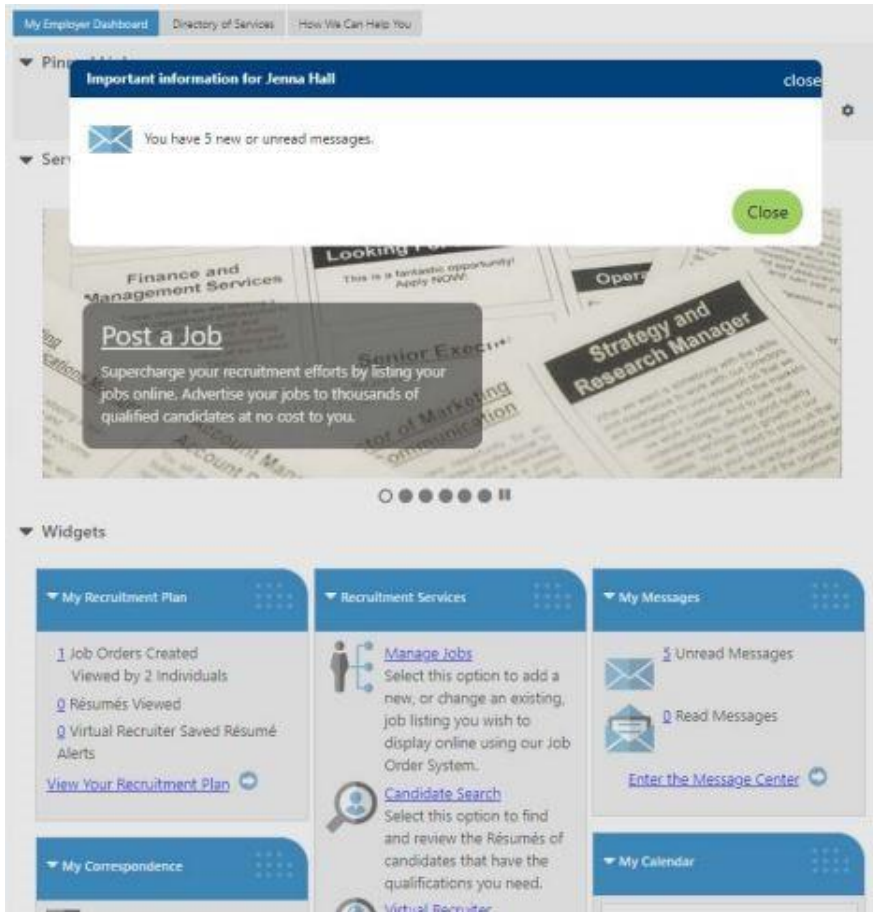 My Employer Dashboard Directory of Services How We Can Help You
Important information for Jenna Hall close
You have 5 new or unread messages.
Close
Finance and
Management Services
This is a fantastic opportunity!
Apply NOW!
Strategy and
Research Manager
Post a Job
Supercharge your recruitment efforts by listing your
jobs online. Advertise your jobs to thousands of
qualified candidates at no cost to you.
Widgets
My Recruitment Plan
1 Job Orders Created
Viewed by 2 Individuals
0 Résumés Viewed
0 Virtual Recruiter Saved Résumé
Alerts
View Your Recruitment Plan
My Correspondence
Recruitment Services
Manage Jobs
Select this option to add a
new, or change an existing,
job listing you wish to
display online using our Job
Order System.
Candidate Search
Select this option to find
and review the Résumés of
candidates that have the
qualifications you need.
Virtual Recruiter
My Messages
5 Unread Messages
0 Read Messages
Enter the Message Center
My Calendar